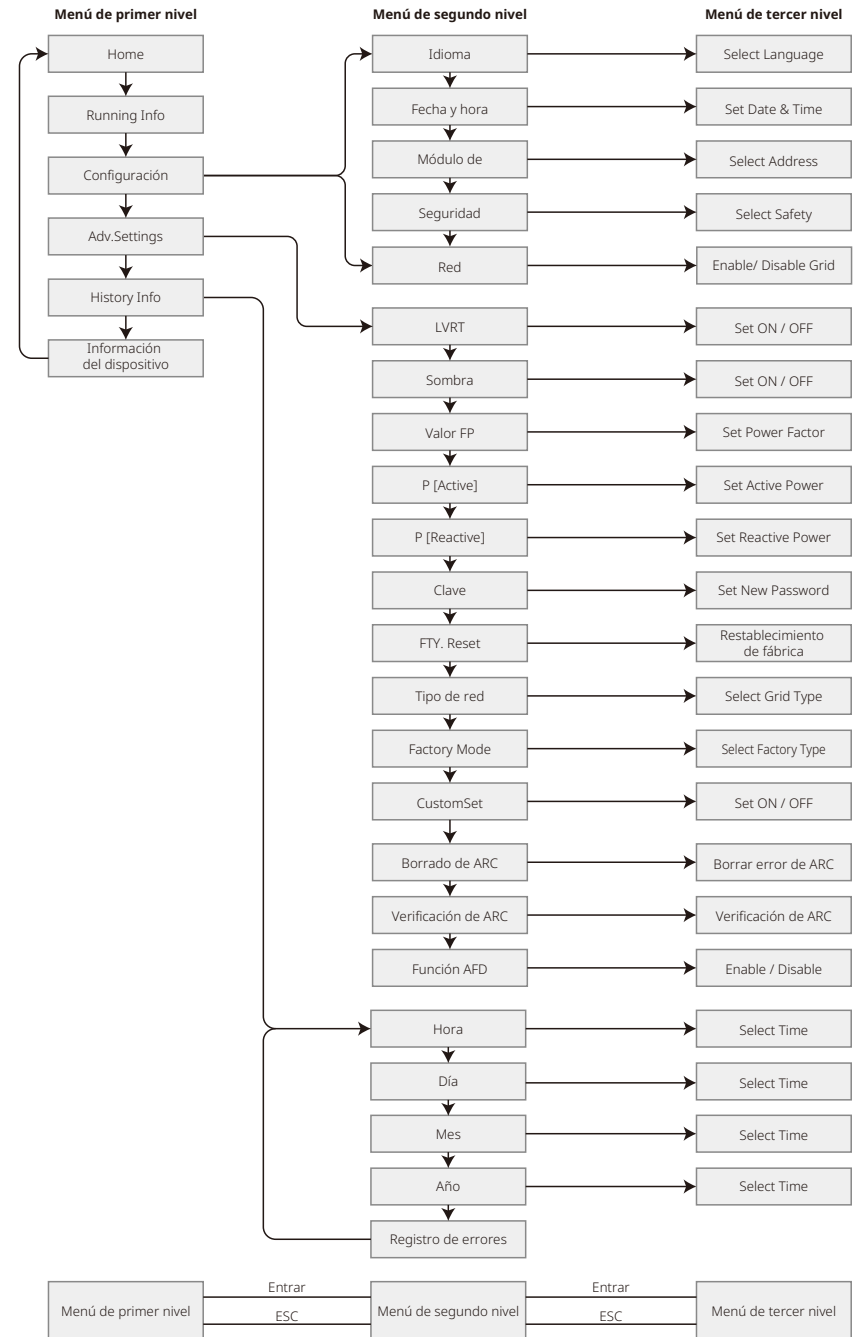 Menú de primer nivel
Menú de segundo nivel
Menú de tercer nivel
Home
Idioma
Select Language
Running Info
Fecha y hora
Set Date & Time
Configuración
Módulo de
Select Address
Adv.Settings
Seguridad
Select Safety
History Info
Red
Enable/ Disable Grid
Información
del dispositivo
LVRT
Set ON / OFF
Sombra
Set ON / OFF
Valor FP
Set Power Factor
P [Active]
Set Active Power
P [Reactive]
Set Reactive Power
Clave
Set New Password
FTY. Reset
Restablecimiento
de fábrica
Tipo de red
Select Grid Type
Factory Mode
Select Factory Type
CustomSet
Set ON / OFF
Borrado de ARC
Borrar error de ARC
Verificación de ARC
Verificación de ARC
Función AFD
Enable / Disable
Hora
Select Time
Día
Select Time
Mes
Select Time
Año
Select Time
Registro de errores
Menú de primer nivel
Entrar
ESC
Menú de segundo nivel
Entrar
ESC
Menú de tercer nivel